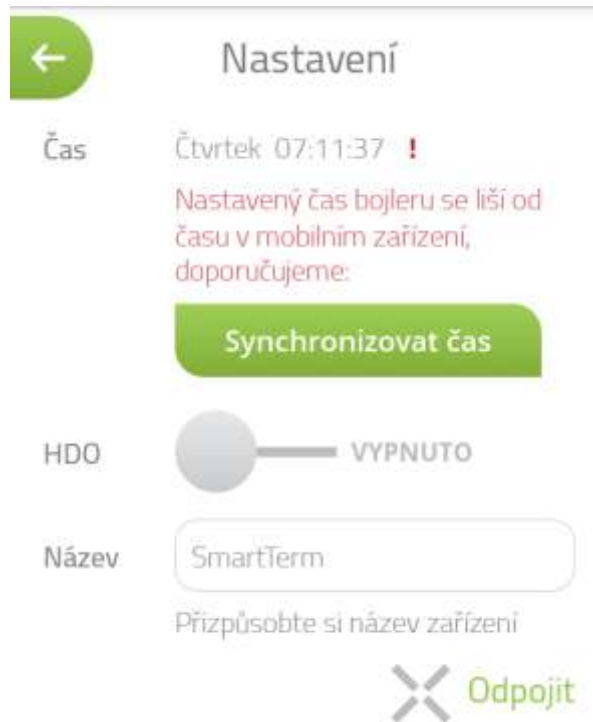 Nastavení
Čas
Čtvrtek 07:11:37 !
Nastavený čas bojleru se liší od
času v mobilním zařízení,
doporučujeme:
Synchronizovat čas
HDO
VYPNUTO
Název
SmartTerm
Přizpůsobte si název zařízení
Odpojit